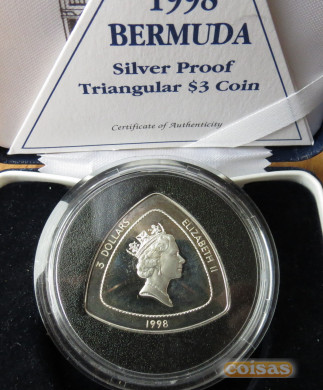 1998
BERMUDA
Silver Proof
Triangular $3 Coin
Certificate of Authenticity
3 DOLLARS
ELIZABETH II
1998
coisas